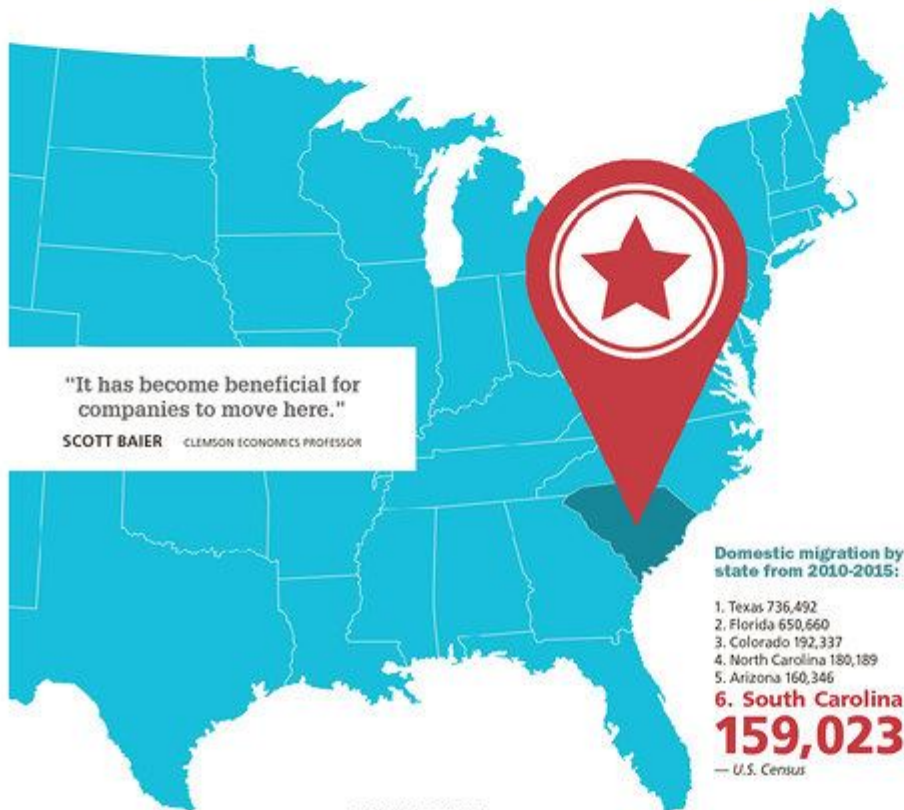 "It has become beneficial for
companies to move here."
SCOTT BAIER CLEMSON ECONOMICS PROFESSOR
Domestic migration by
state from 2010-2015:
1. Texas 736,492
2. Florida 650,660
3. Colorado 192,337
4. North Carolina 180,189
5. Arizona 160,346
6. South Carolina
159,023
— U.S. Census